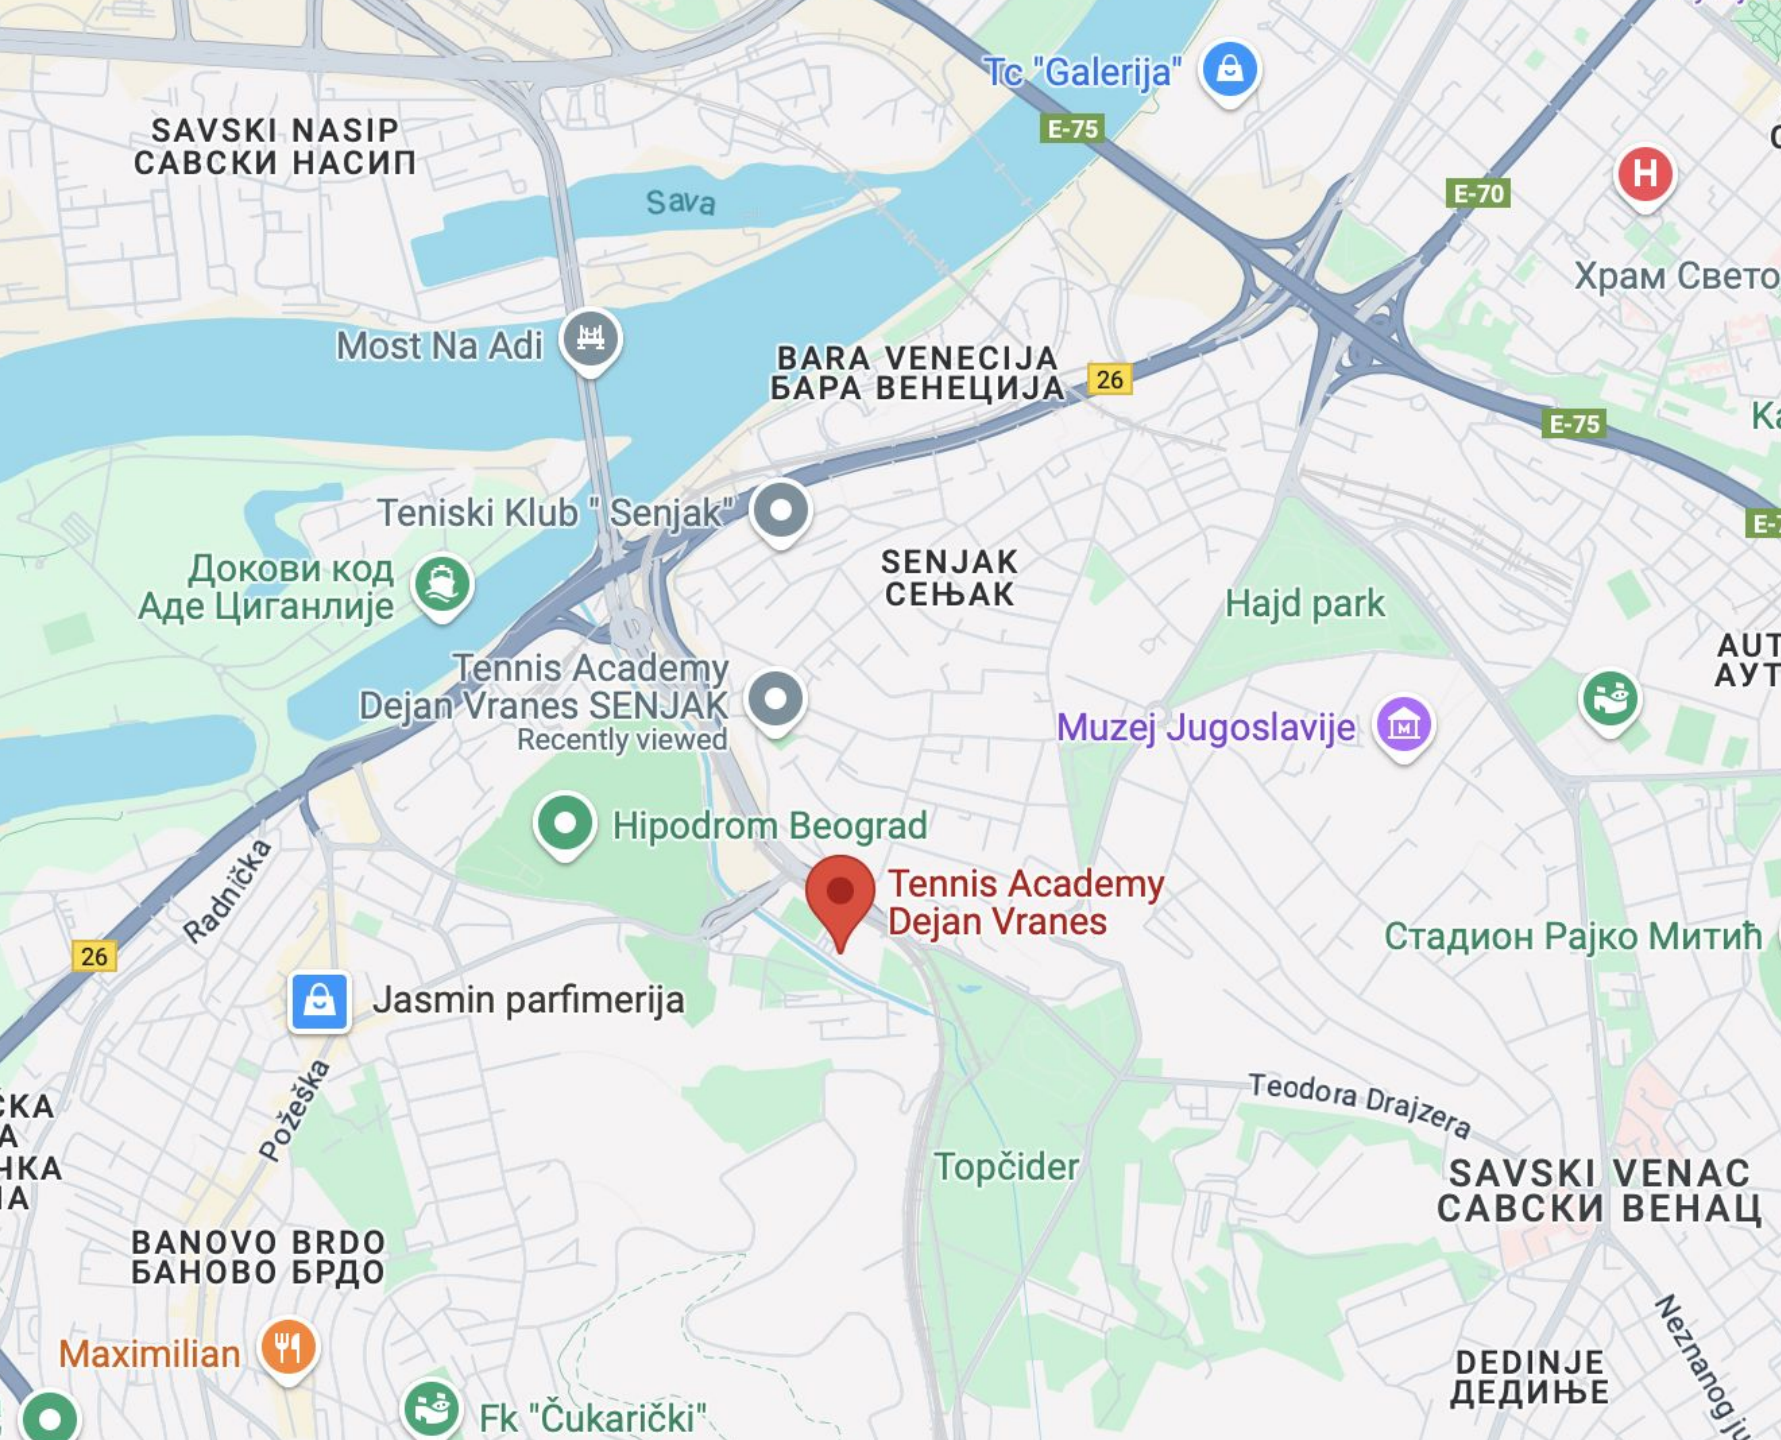 Tc "Galerija"
E-75
SAVSKI NASIP
САВСКИ НАСИП
E-70
H
Sava
Храм Свето
Most Na Adi
BARA VENECIJA
БАРА ВЕНЕЦИЈА
26
E-75
Teniski Klub " Senjak"
SENJAK
СЕЊАК
Докови код
Аде Циганлије
Hajd park
Tennis Academy
Dejan Vranes SENJAK
Recently viewed
Muzej Jugoslavije
M
Hipodrom Beograd
Radnička
Tennis Academy
Dejan Vranes
Стадион Рајко Митић
26
Jasmin parfimerija
Požeška
Teodora Drajzera
Topčider
SAVSKI VENAC
САВСКИ ВЕНАЦ
BANOVO BRDO
БАНОВО БРДО
Maximilian
DEDINJE
ДЕДИЊЕ
Neznanog ju
Fk "Čukarički"